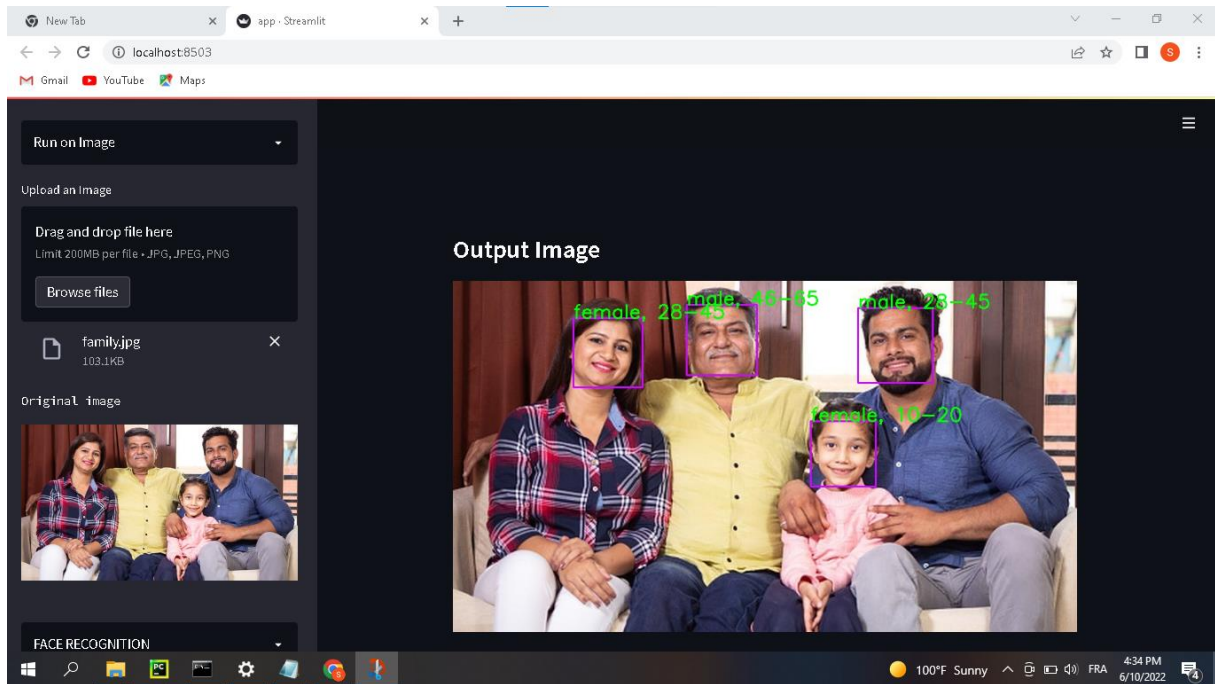 New Tab
app · Streamlit
localhost:8503
S
Gmail YouTube Maps
Run on Image
Upload an Image
Drag and drop file here
Limit 200MB per file • JPG, JPEG, PNG
Browse files
family.jpg
103.1KB
Original image
FACE RECOGNITION
Output Image
female, 28-45
male, 46-65
male, 28-45
female, 10-20
PC
100°F Sunny
FRA
4:34 PM
6/10/2022
4